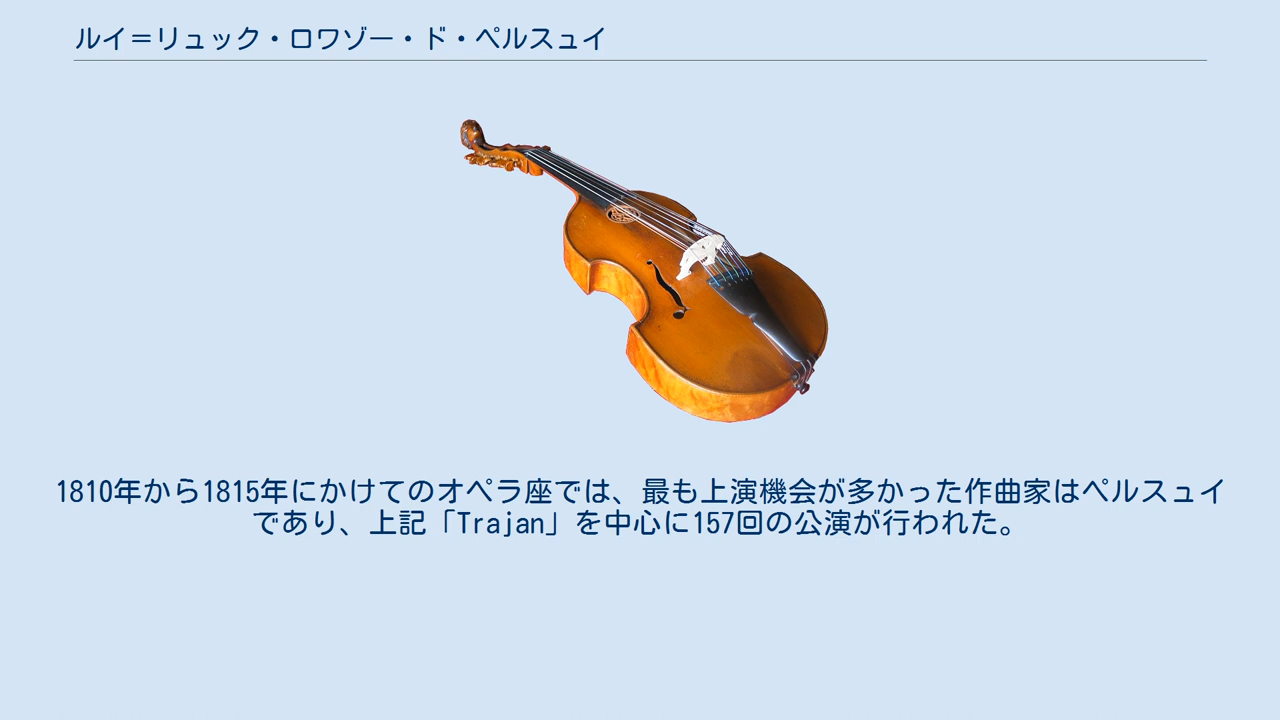 ルイ＝リュック・ロワゾー・ド・ペルスュイ
1810年から1815年にかけてのオペラ座では、最も上演機会が多かった作曲家はペルスュイ
であり、上記「Trajan」を中心に157回の公演が行われた。